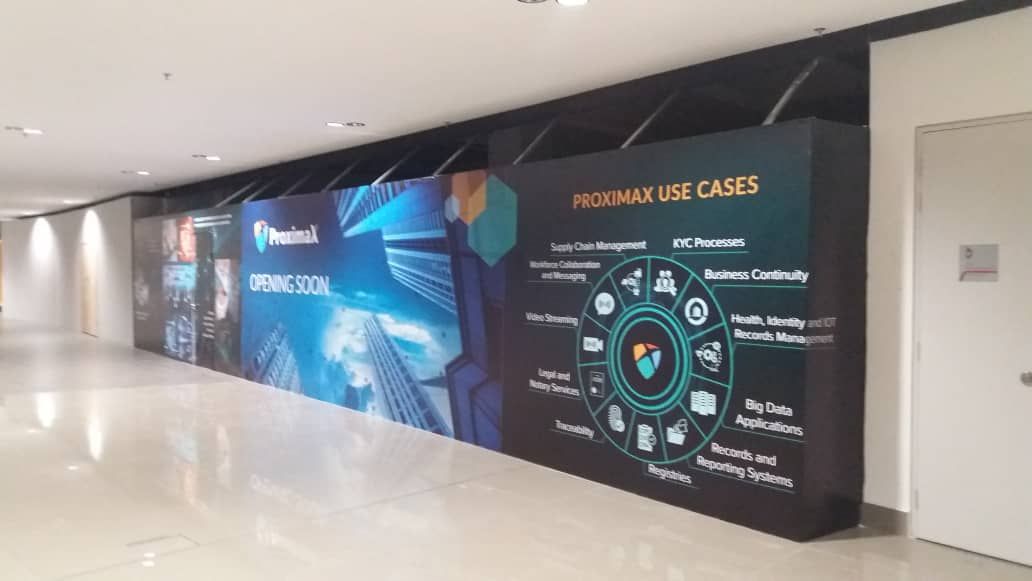 ProximaX
OPENING SOON
PROXIMAX USE CASES
Supply Chain Management
KYC Processes
Workforce Collaboration
and Messaging
Business Continuity
Video Streaming
Health, Identity and IOT
Records Management
Legal and
Notary Services
Big Data
Applications
Traceability
Records and
Reporting Systems
Registries